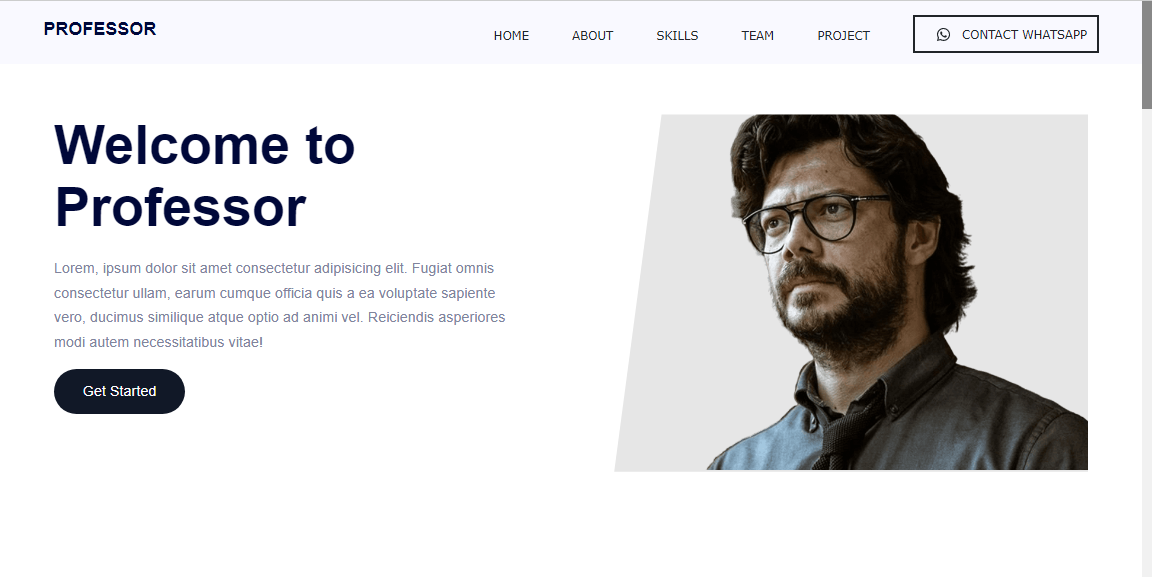 PROFESSOR
HOME
ABOUT
SKILLS
TEAM
PROJECT
CONTACT WHATSAPP
Welcome to
Professor
Lorem, ipsum dolor sit amet consectetur adipisicing elit. Fugiat omnis
consectetur ullam, earum cumque officia quis a ea voluptate sapiente
vero, ducimus similique atque optio ad animi vel. Reiciendis asperiores
modi autem necessitatibus vitae!
Get Started